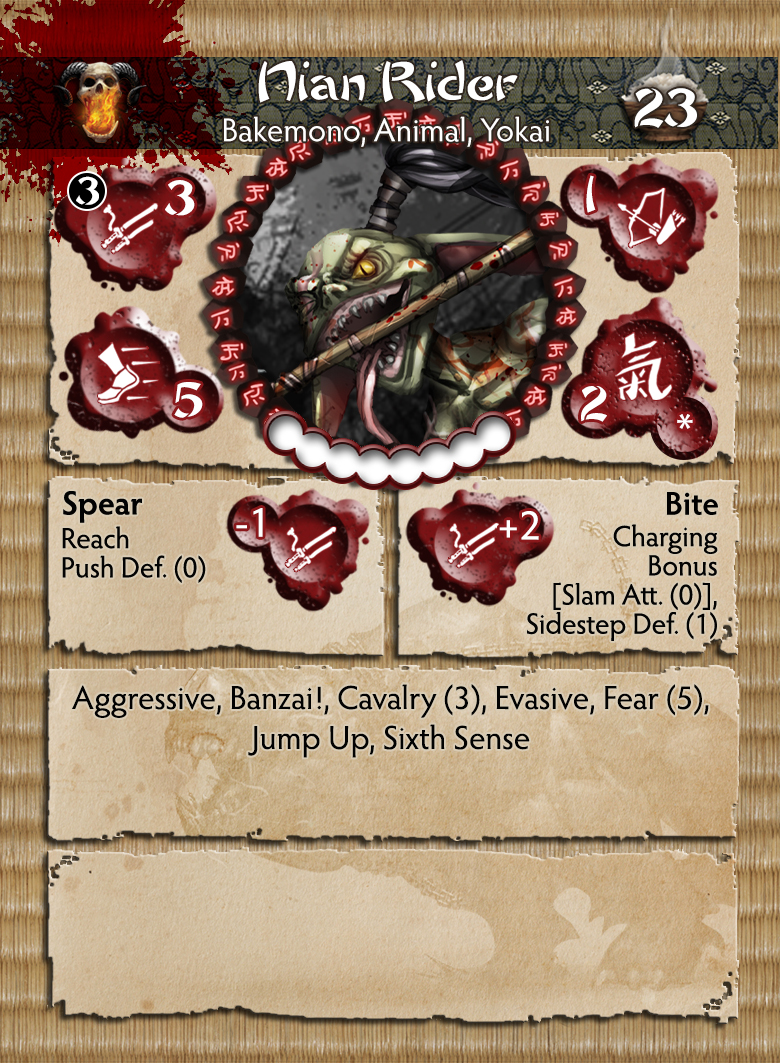 Nian Rider
23
Bakemono, Animal, Yokai
3
3
1
5
氣
2
*
Spear
-1
Reach
Push Def. (0)
+2
Bite
Charging
Bonus
[Slam Att. (0)],
Sidestep Def. (1)
Aggressive, Banzai!, Cavalry (3), Evasive, Fear (5),
Jump Up, Sixth Sense